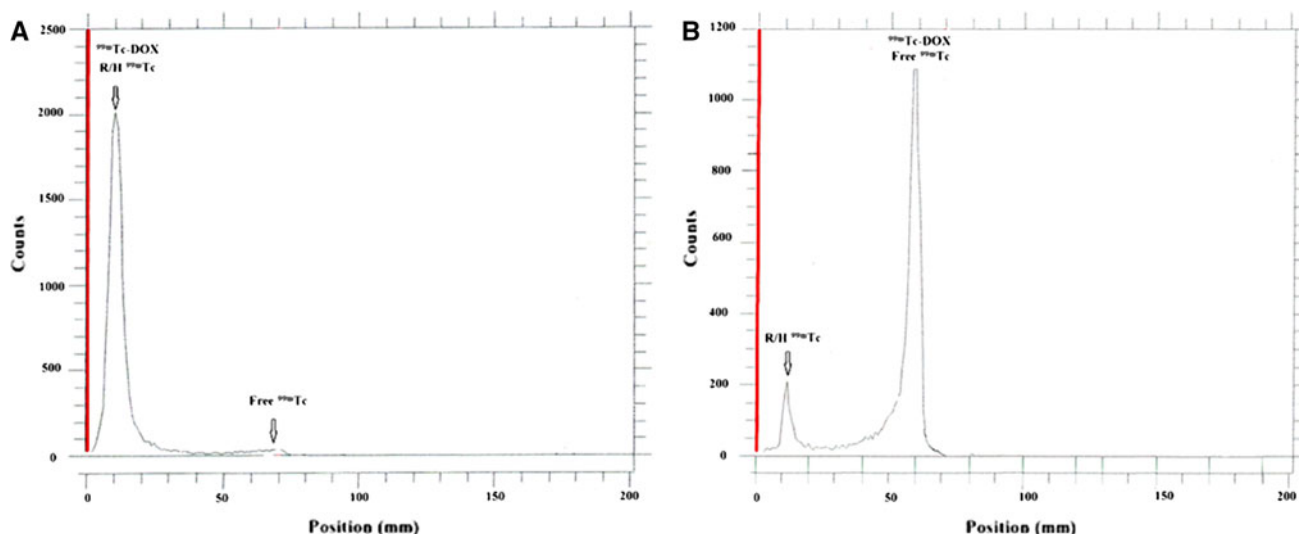 A
2500
2000
1500
1000
500
0
Counts
⁹⁹ᵐTc-DOX
R/H ⁹⁹ᵐTc
Free ⁹⁹ᵐTc
0 50 100 150 200
Position (mm)
B
1200
1000
800
600
400
200
0
Counts
⁹⁹ᵐTc-DOX
Free ⁹⁹ᵐTc
R/H ⁹⁹ᵐTc
0 50 100 150 200
Position (mm)